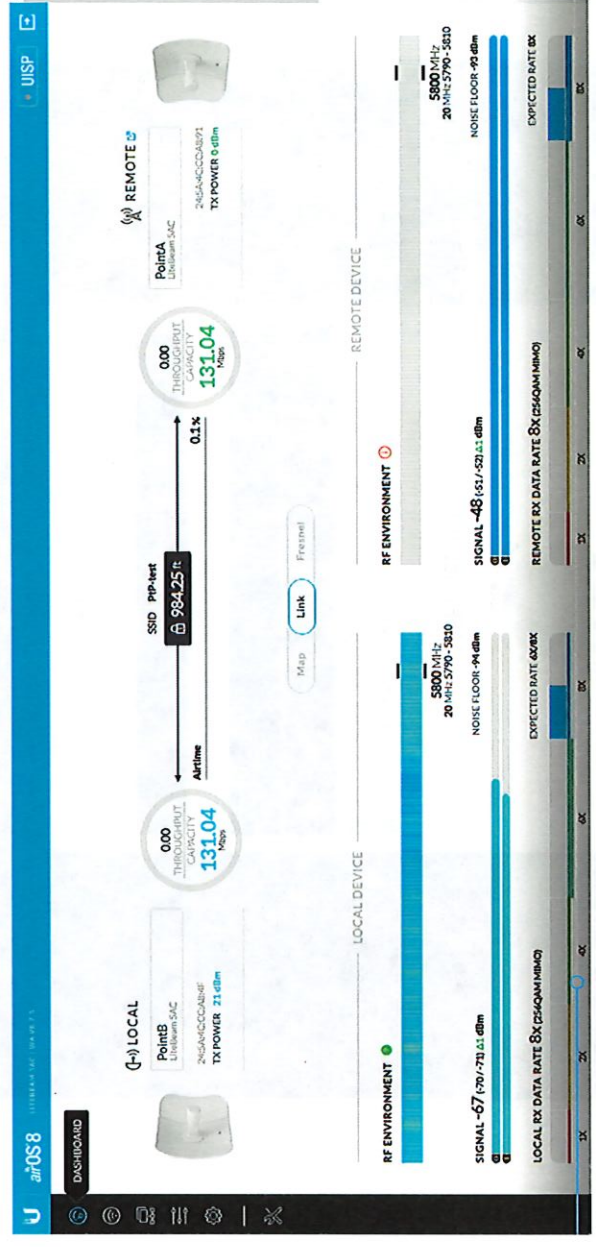 airOS'8
UISP
DASHBOARD
LOCAL
PointB
LiteBeam 5AC
TX POWER 21 dBm
0.00
THROUGHPUT
CAPACITY
131.04
Mbps
SSID PtP-test
984.25 ft
Airtime
0.1%
0.00
THROUGHPUT
CAPACITY
131.04
Mbps
REMOTE
PointA
LiteBeam 5AC
TX POWER 0 dBm
Map
Link
Fresnel
LOCAL DEVICE
RF ENVIRONMENT
5800 MHz
20 MHz 5790 - 5810
SIGNAL -67 (-70 / -71) Δ1 dBm
NOISE FLOOR -94 dBm
LOCAL RX DATA RATE 8X (256QAM MIMO)
EXPECTED RATE 6X/8X
1X
2X
4X
6X
8X
REMOTE DEVICE
RF ENVIRONMENT
5800 MHz
20 MHz 5790 - 5810
SIGNAL -48 (-51 / -52) Δ1 dBm
NOISE FLOOR -93 dBm
REMOTE RX DATA RATE 8X (256QAM MIMO)
EXPECTED RATE 8X
1X
2X
4X
6X
8X